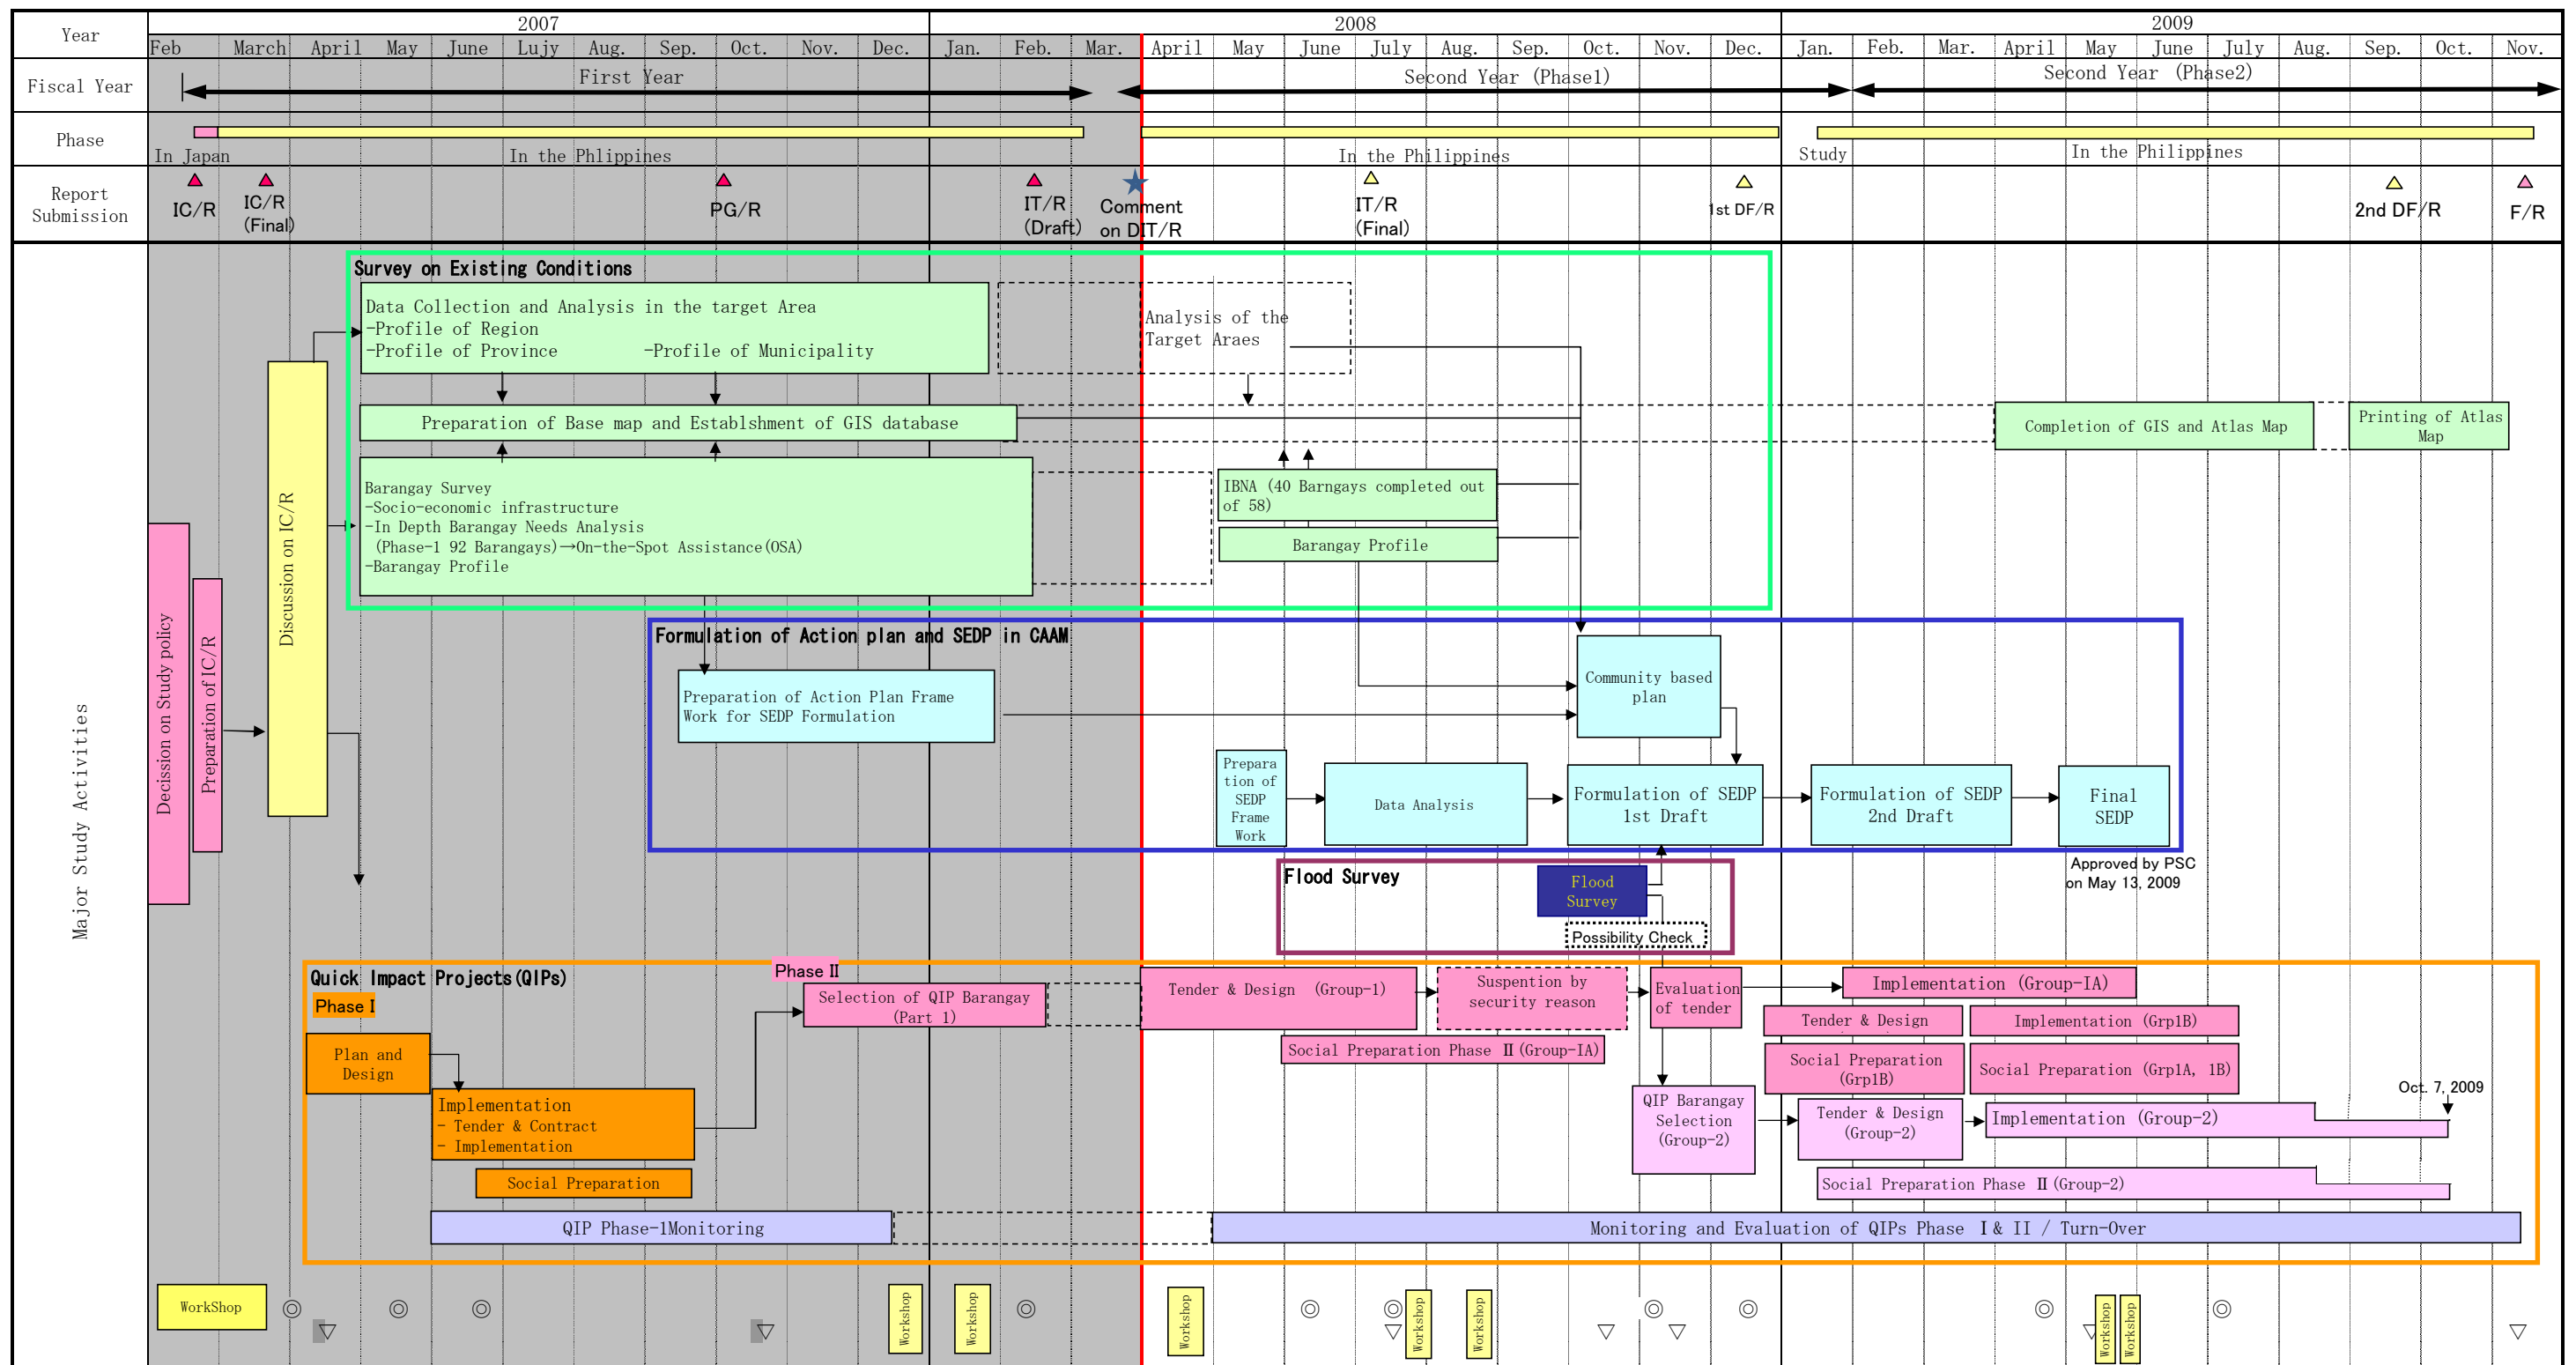 Year
2007
2008
2009
Feb
March
April
May
June
Lujy
Aug.
Sep.
Oct.
Nov.
Dec.
Jan.
Feb.
Mar.
April
May
June
July
Aug.
Sep.
Oct.
Nov.
Dec.
Jan.
Feb.
Mar.
April
May
June
July
Aug.
Sep.
Oct.
Nov.
Fiscal Year
First Year
Second Year (Phase1)
Second Year (Phase2)
Phase
In Japan
In the Phlippines
In the Philippines
Study
In the Philippines
Report
Submission
IC/R
IC/R
(Final)
PG/R
IT/R
(Draft)
Comment
on DIT/R
IT/R
(Final)
1st DF/R
2nd DF/R
F/R
Major Study Activities
Survey on Existing Conditions
Data Collection and Analysis in the target Area
-Profile of Region
-Profile of Province -Profile of Municipality
Analysis of the
Target Araes
Preparation of Base map and Establshment of GIS database
Completion of GIS and Atlas Map
Printing of Atlas
Map
Barangay Survey
-Socio-economic infrastructure
-In Depth Barangay Needs Analysis
(Phase-1 92 Barangays)→On-the-Spot Assistance(OSA)
-Barangay Profile
IBNA (40 Barngays completed out
of 58)
Barangay Profile
Decission on Study policy
Preparation of IC/R
Discussion on IC/R
Formulation of Action plan and SEDP in CAAM
Preparation of Action Plan Frame
Work for SEDP Formulation
Community based
plan
Prepara
tion of
SEDP
Frame
Work
Data Analysis
Formulation of SEDP
1st Draft
Formulation of SEDP
2nd Draft
Final
SEDP
Approved by PSC
on May 13, 2009
Flood Survey
Flood
Survey
Possibility Check
Quick Impact Projects(QIPs)
Phase I
Phase II
Selection of QIP Barangay
(Part 1)
Tender & Design (Group-1)
Suspention by
security reason
Evaluation
of tender
Implementation (Group-IA)
Tender & Design
Implementation (Grp1B)
Plan and
Design
Social Preparation Phase II (Group-IA)
Social Preparation
(Grp1B)
Social Preparation (Grp1A, 1B)
Implementation
- Tender & Contract
- Implementation
QIP Barangay
Selection
(Group-2)
Tender & Design
(Group-2)
Implementation (Group-2)
Oct. 7, 2009
Social Preparation
Social Preparation Phase II (Group-2)
QIP Phase-1Monitoring
Monitoring and Evaluation of QIPs Phase I & II / Turn-Over
WorkShop
Workshop
Workshop
Workshop
Workshop
Workshop
Workshop
Workshop